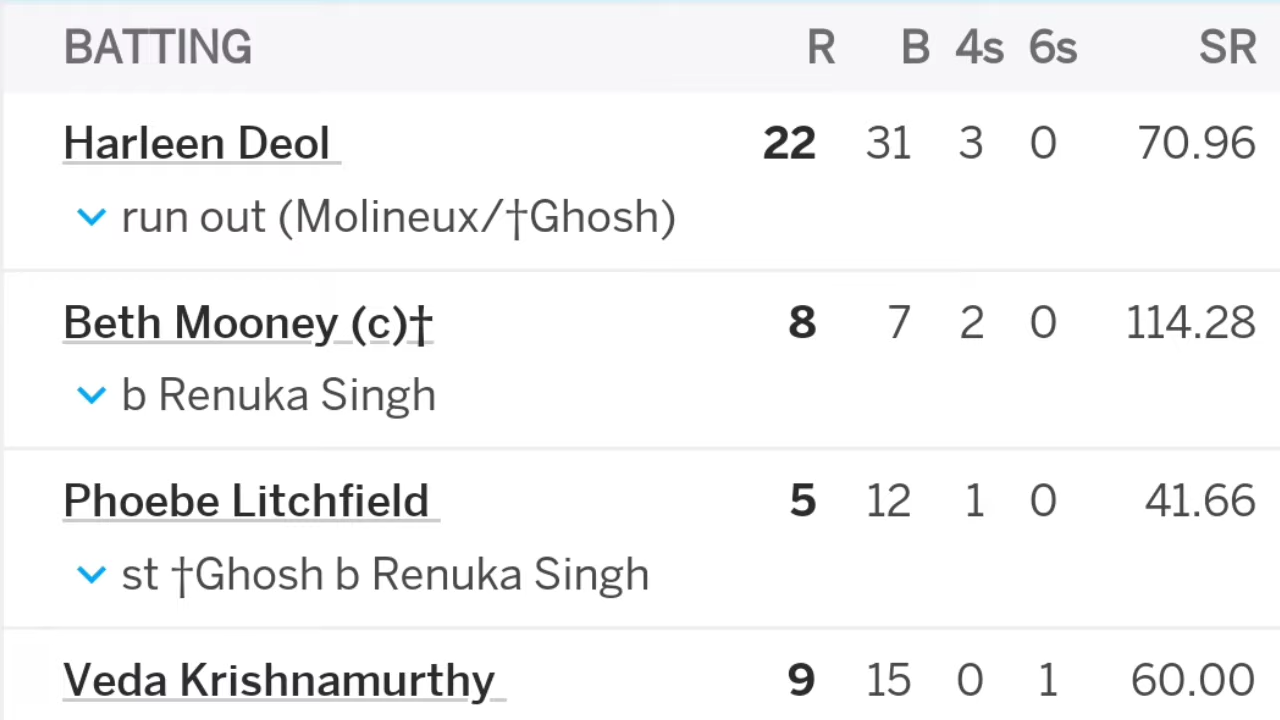 BATTING R B 4s 6s SR
Harleen Deol 22 31 3 0 70.96
run out (Molineux/†Ghosh)
Beth Mooney (c)† 8 7 2 0 114.28
b Renuka Singh
Phoebe Litchfield 5 12 1 0 41.66
st †Ghosh b Renuka Singh
Veda Krishnamurthy 9 15 0 1 60.00